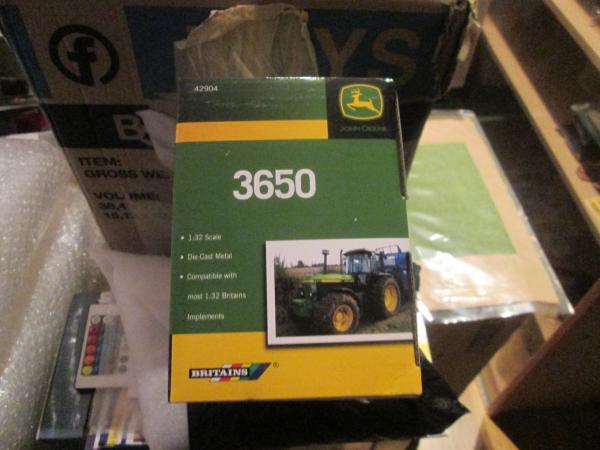 42904
JOHN DEERE
3650
• 1:32 Scale
• Die-Cast Metal
• Compatible with
most 1:32 Britains
Implements
BRITAINS ®
YS
ITEM:
GROSS WE
VOLUME: